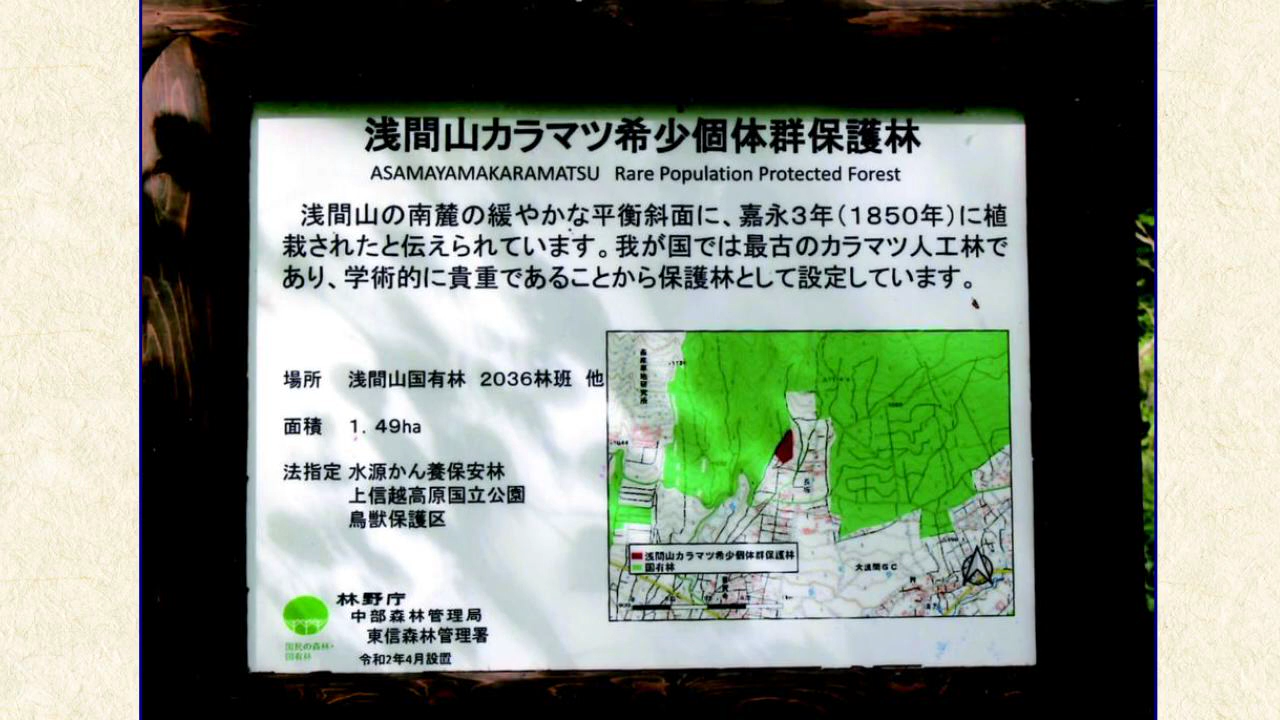 浅間山カラマツ希少個体群保護林
ASAMAYAMAKARAMATSU Rare Population Protected Forest
浅間山の南麓の緩やかな平衡斜面に、嘉永3年(1850年)に植
栽されたと伝えられています。我が国では最古のカラマツ人工林で
あり、学術的に貴重であることから保護林として設定しています。
場所 浅間山国有林 2036林班 他
面積 1.49ha
法指定 水源かん養保安林
上信越高原国立公園
鳥獣保護区
浅間山カラマツ希少個体群保護林
国有林
大浅間GC
林野庁
中部森林管理局
東信森林管理署
国民の森林・
国有林
令和2年4月設置